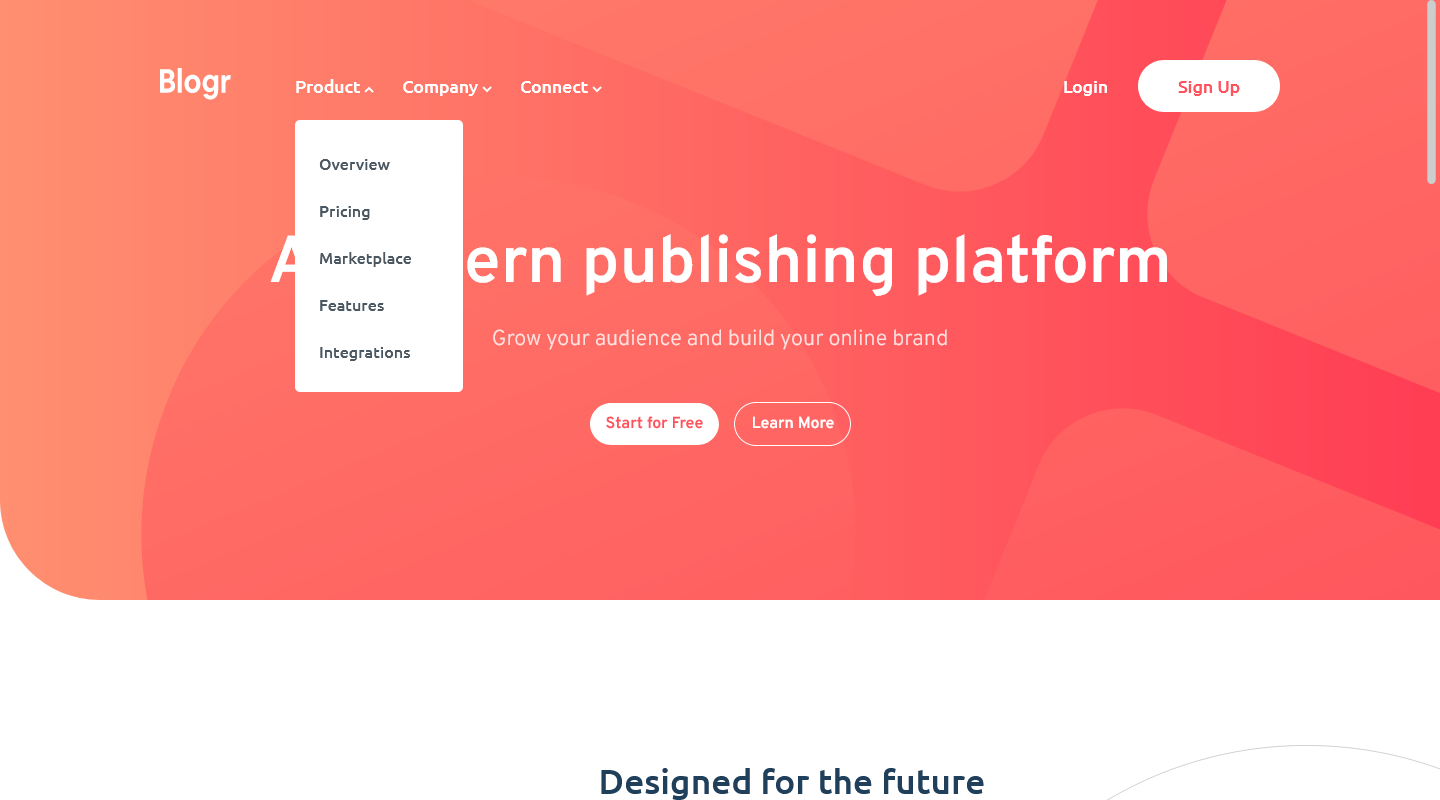 Blogr
Product
Company
Connect
Login
Sign Up
Overview
Pricing
Marketplace
Features
Integrations
A ern publishing platform
Grow your audience and build your online brand
Start for Free
Learn More
Designed for the future